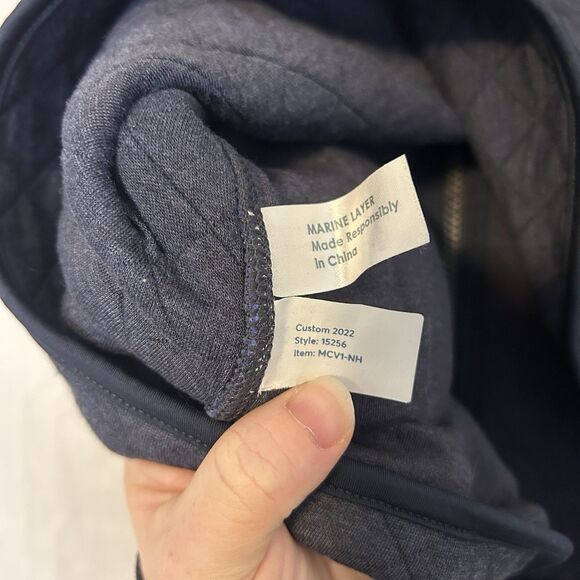 MARINE LAYER
Made Responsibly
in China
Custom 2022
Style: 15256
Item: MCV1-NH